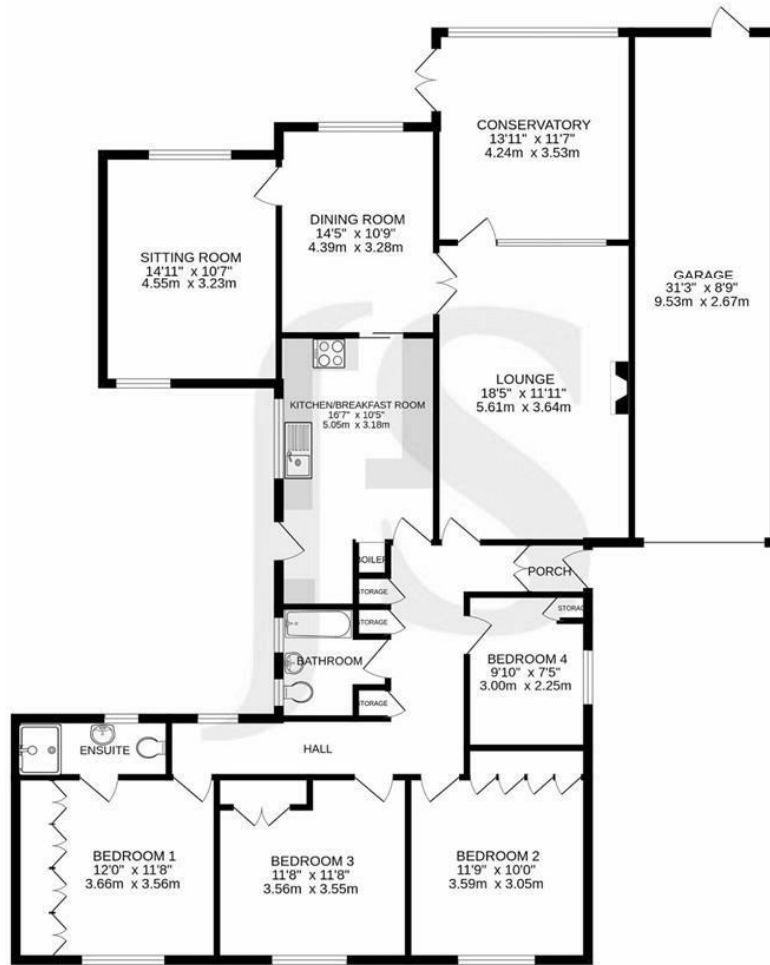 CONSERVATORY
13'11" x 11'7"
4.24m x 3.53m
DINING ROOM
14'5" x 10'9"
4.39m x 3.28m
SITTING ROOM
14'11" x 10'7"
4.55m x 3.23m
GARAGE
31'3" x 8'9"
9.53m x 2.67m
LOUNGE
18'5" x 11'11"
5.61m x 3.64m
KITCHEN/BREAKFAST ROOM
16'7" x 10'5"
5.05m x 3.18m
BOILER
PORCH
STORAGE
STORAGE
STORAGE
BATHROOM
BEDROOM 4
9'10" x 7'5"
3.00m x 2.25m
STORAGE
ENSUITE
HALL
BEDROOM 1
12'0" x 11'8"
3.66m x 3.56m
BEDROOM 3
11'8" x 11'8"
3.56m x 3.55m
BEDROOM 2
11'9" x 10'0"
3.59m x 3.05m
JS